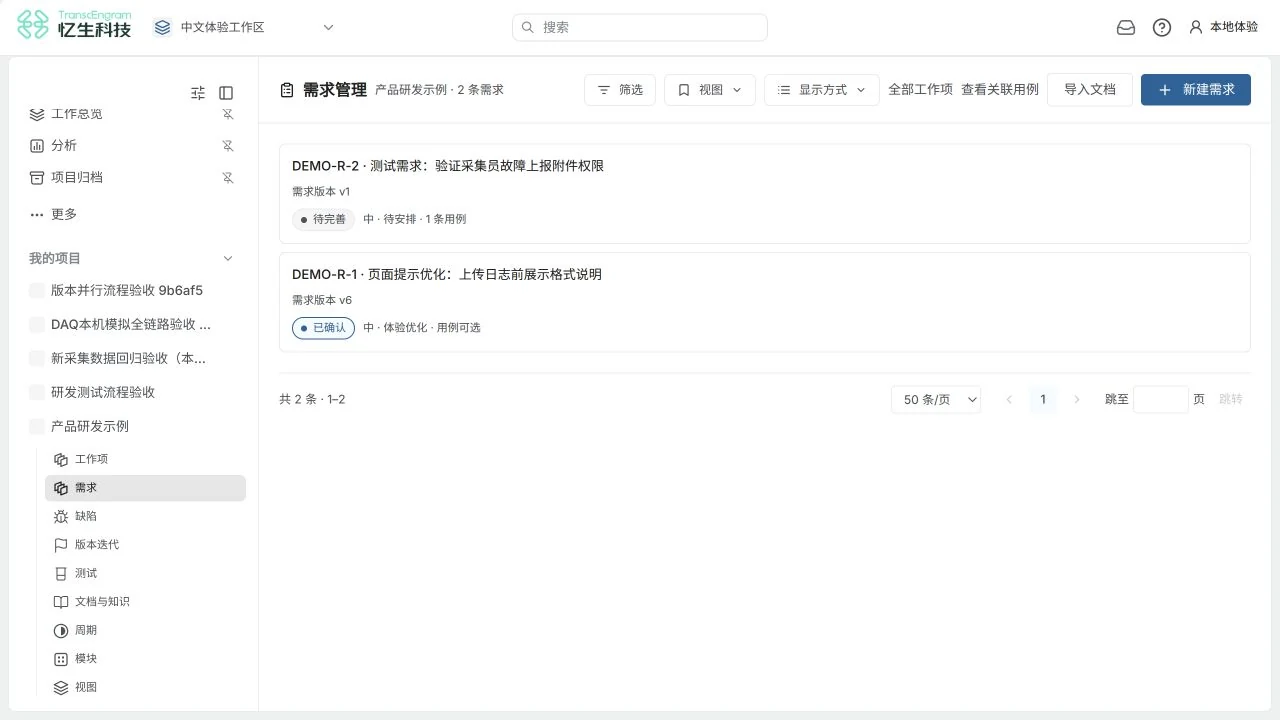 TransEngram
忆生科技
中文体验工作区
搜索
本地体验
工作总览
分析
项目归档
更多
我的项目
版本并行流程验收 9b6af5
DAQ本机模拟全链路验收 ...
新采集数据回归验收（本...
研发测试流程验收
产品研发示例
工作项
需求
缺陷
版本迭代
测试
文档与知识
周期
模块
视图
需求管理 产品研发示例 · 2 条需求
筛选
视图
显示方式
全部工作项
查看关联用例
导入文档
新建需求
DEMO-R-2 · 测试需求：验证采集员故障上报附件权限
需求版本 v1
待完善 中 · 待安排 · 1 条用例
DEMO-R-1 · 页面提示优化：上传日志前展示格式说明
需求版本 v6
已确认 中 · 体验优化 · 用例可选
共 2 条 · 1–2
50 条/页
1
跳至
页
跳转